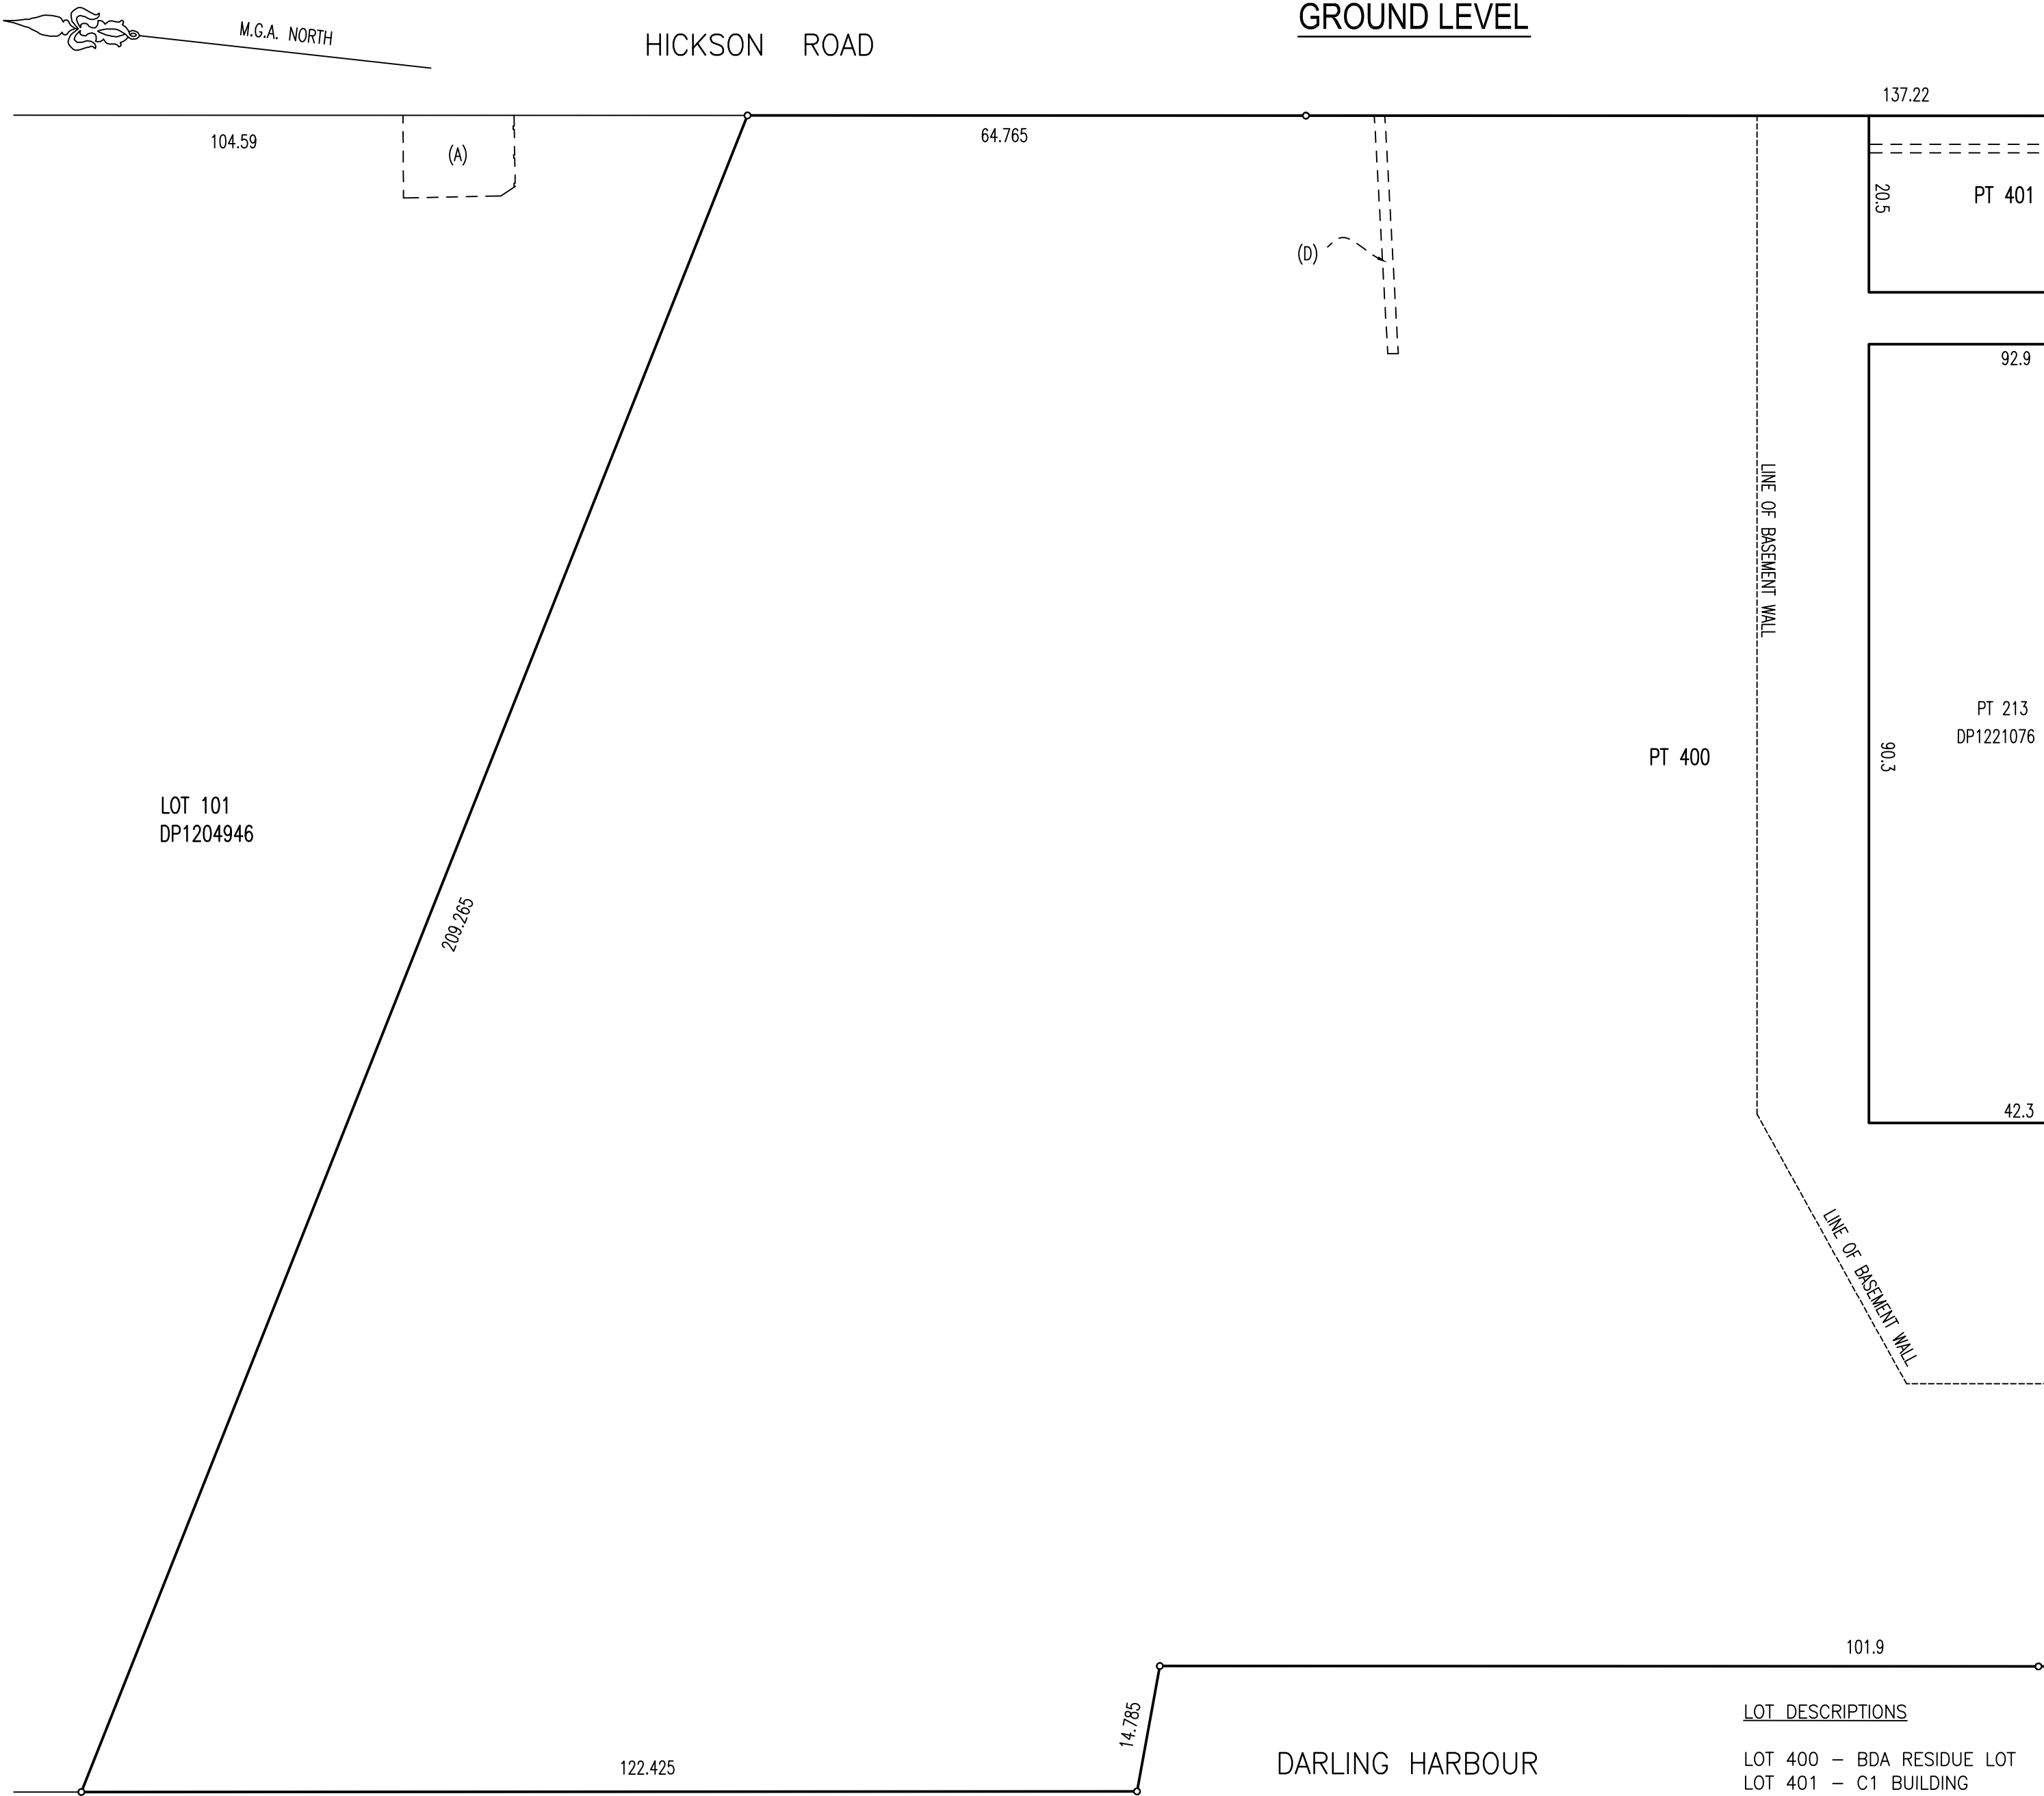 GROUND LEVEL
M.G.A. NORTH
HICKSON ROAD
137.22
104.59
(A)
64.765
20.5
PT 401
(D)
92.9
LINE OF BASEMENT WALL
PT 213
DP1221076
90.3
PT 400
LOT 101
DP1204946
209.265
42.3
LINE OF BASEMENT WALL
101.9
14.785
LOT DESCRIPTIONS
122.425
DARLING HARBOUR
LOT 400 – BDA RESIDUE LOT
LOT 401 – C1 BUILDING